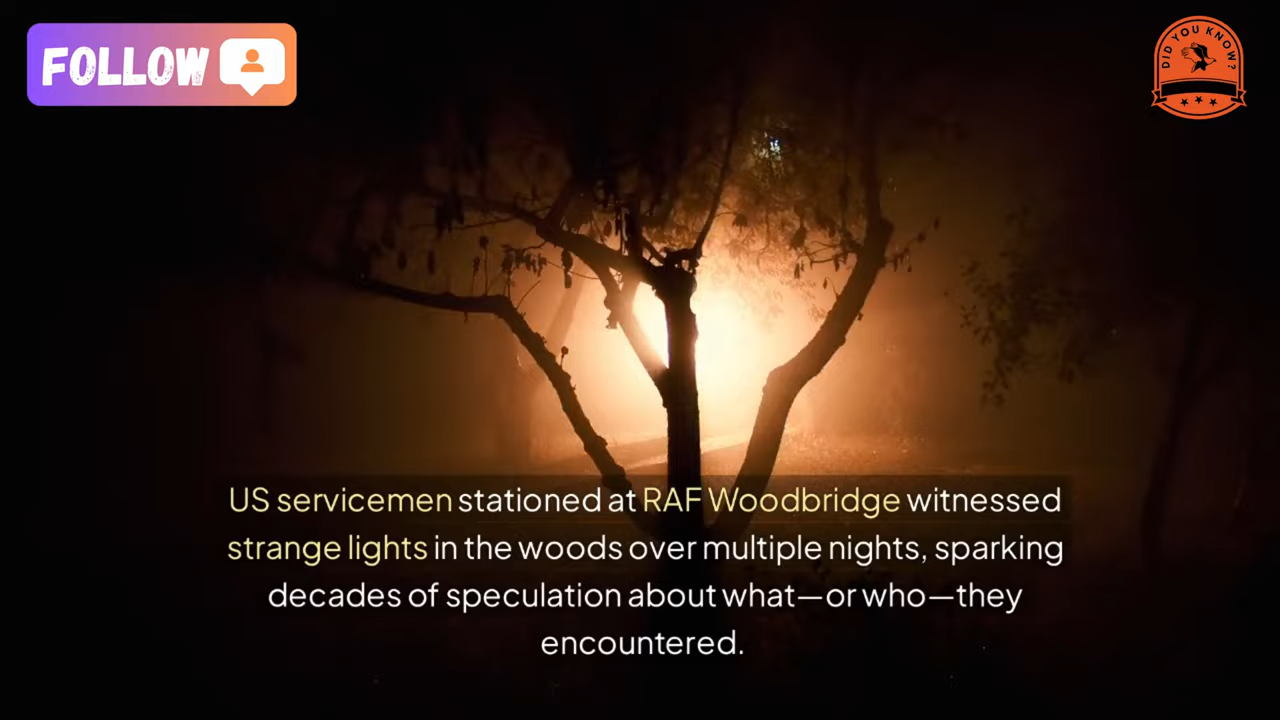 FOLLOW
DID YOU KNOW?
US servicemen stationed at RAF Woodbridge witnessed
strange lights in the woods over multiple nights, sparking
decades of speculation about what—or who—they
encountered.